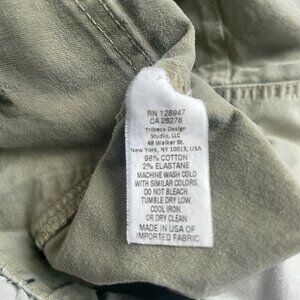 RN 128947
CA 26276
Tribeca Design
Studio, LLC
48 Walker St.
New York, NY 10013, USA
98% COTTON
2% ELASTANE
MACHINE WASH COLD
WITH SIMILAR COLORS,
DO NOT BLEACH.
TUMBLE DRY LOW,
COOL IRON.
OR DRY CLEAN
MADE IN USA OF
IMPORTED FABRIC